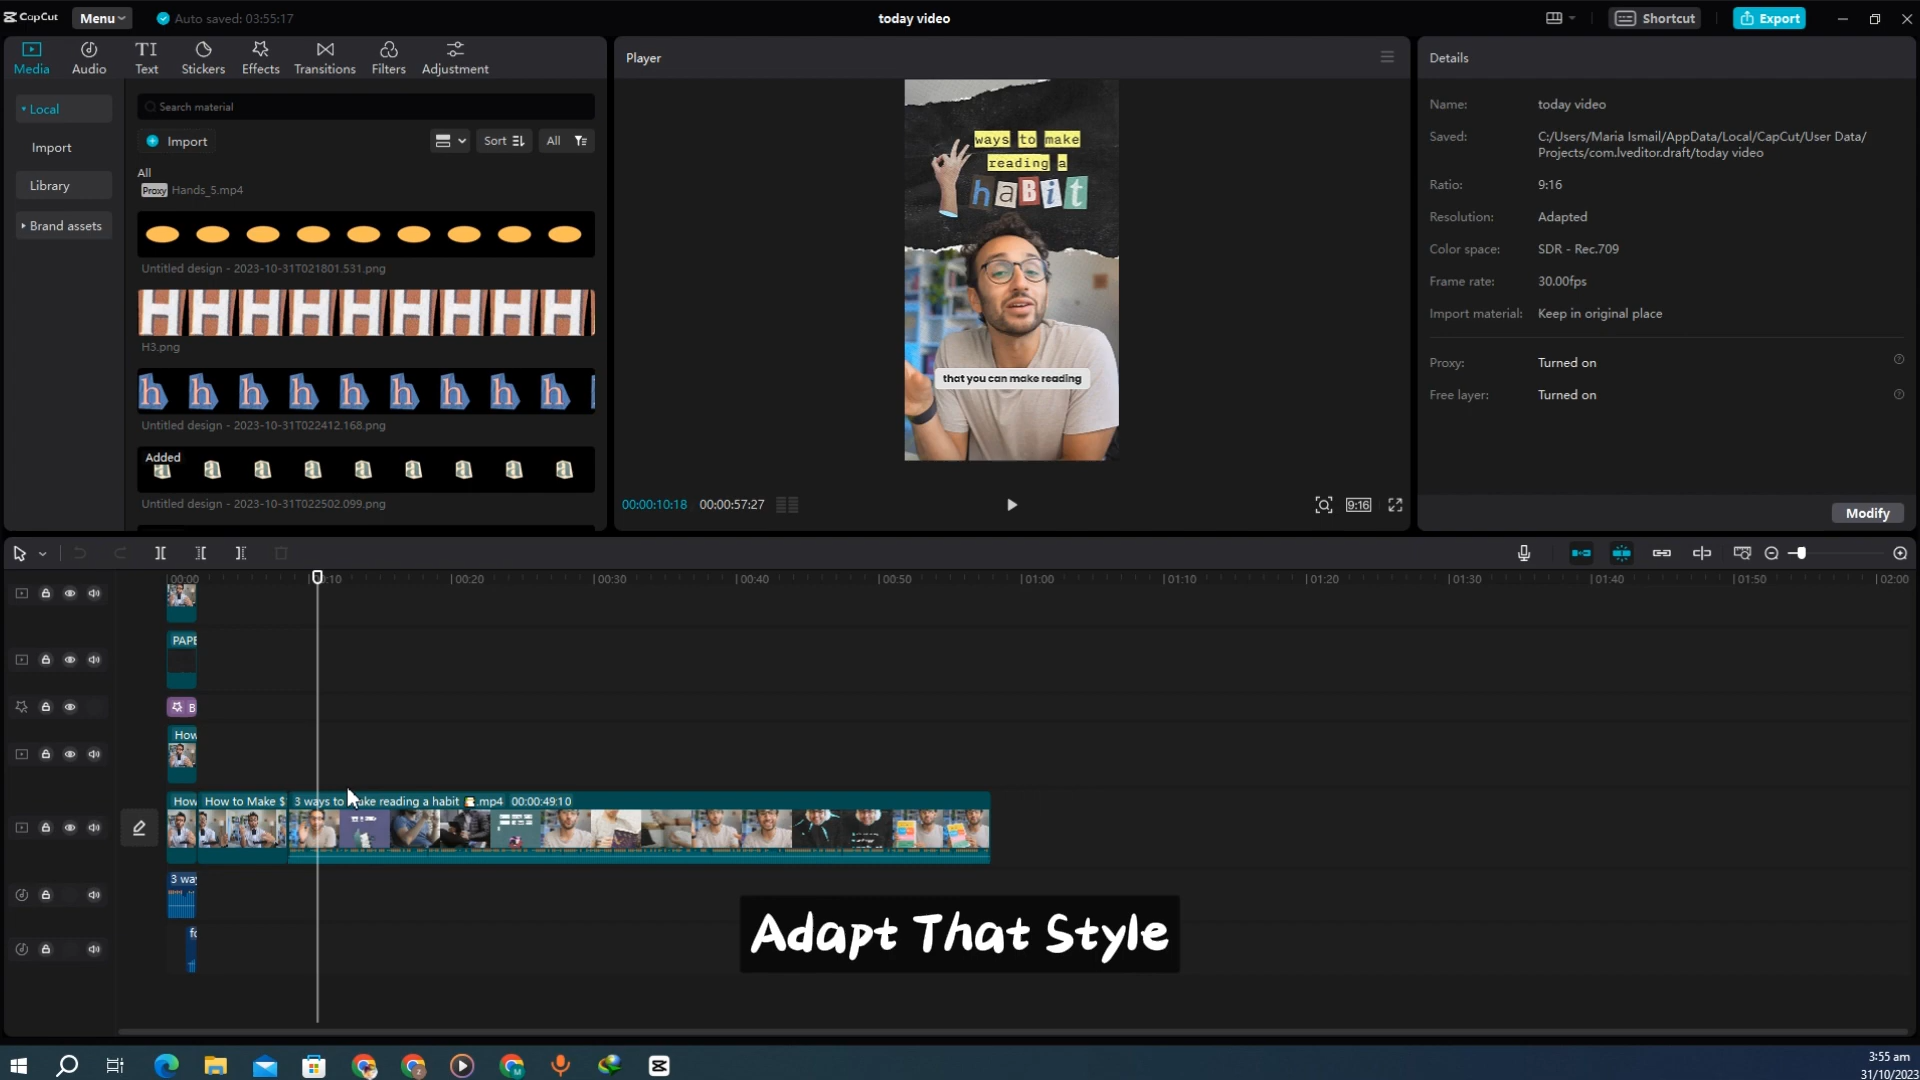 CapCut
Menu
Auto saved: 03:55:17
today video
Shortcut
Export
Media
Audio
TI
Text
Stickers
Effects
Transitions
Filters
Adjustment
Local
Import
Library
Brand assets
Search material
Import
Sort
All
All
Proxy Hands_5.mp4
Untitled design - 2023-10-31T021801.531.png
H H H H H H H H H
H3.png
h h h h h h h h h
Untitled design - 2023-10-31T022412.168.png
Added
a a a a a a a a a
Untitled design - 2023-10-31T022502.099.png
Player
ways to make
reading a
haBit
that you can make reading
00:00:10:18
00:00:57:27
9:16
Details
Name: today video
Saved: C:/Users/Maria Ismail/AppData/Local/CapCut/User Data/
Projects/com.lveditor.draft/today video
Ratio: 9:16
Resolution: Adapted
Color space: SDR - Rec.709
Frame rate: 30.00fps
Import material: Keep in original place
Proxy: Turned on
Free layer: Turned on
Modify
00:00
00:20
00:30
00:40
00:50
01:00
01:10
01:20
01:30
01:40
01:50
02:00
PAPE
B
How
How
How to Make $
3 ways to make reading a habit .mp4 00:00:49:10
3 way
fo
Adapt That Style
3:55 am
31/10/2023